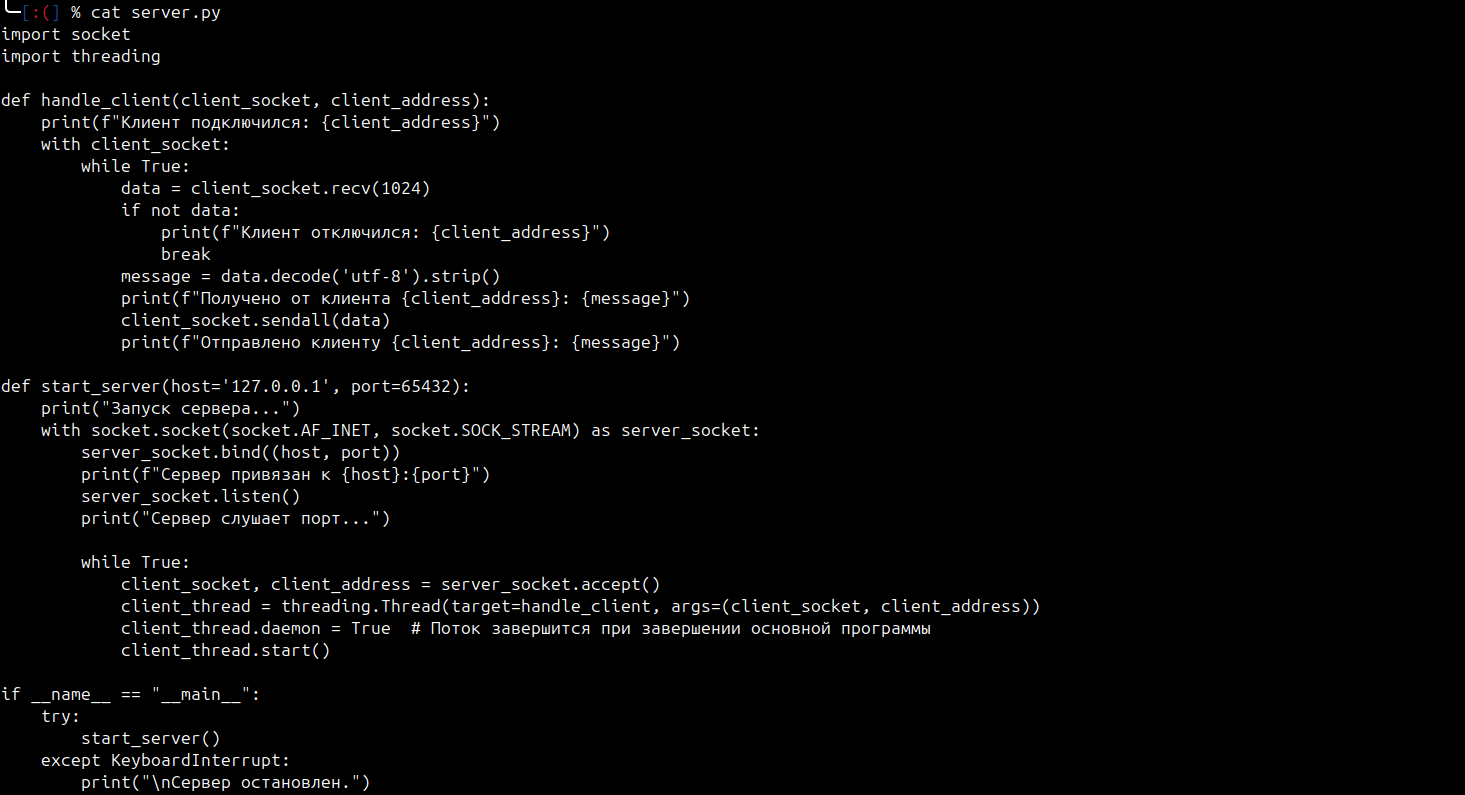 ╰─[:(] % cat server.py
import socket
import threading

def handle_client(client_socket, client_address):
    print(f"Клиент подключился: {client_address}")
    with client_socket:
        while True:
            data = client_socket.recv(1024)
            if not data:
                print(f"Клиент отключился: {client_address}")
                break
            message = data.decode('utf-8').strip()
            print(f"Получено от клиента {client_address}: {message}")
            client_socket.sendall(data)
            print(f"Отправлено клиенту {client_address}: {message}")

def start_server(host='127.0.0.1', port=65432):
    print("Запуск сервера...")
    with socket.socket(socket.AF_INET, socket.SOCK_STREAM) as server_socket:
        server_socket.bind((host, port))
        print(f"Сервер привязан к {host}:{port}")
        server_socket.listen()
        print("Сервер слушает порт...")

        while True:
            client_socket, client_address = server_socket.accept()
            client_thread = threading.Thread(target=handle_client, args=(client_socket, client_address))
            client_thread.daemon = True  # Поток завершится при завершении основной программы
            client_thread.start()

if __name__ == "__main__":
    try:
        start_server()
    except KeyboardInterrupt:
        print("\nСервер остановлен.")